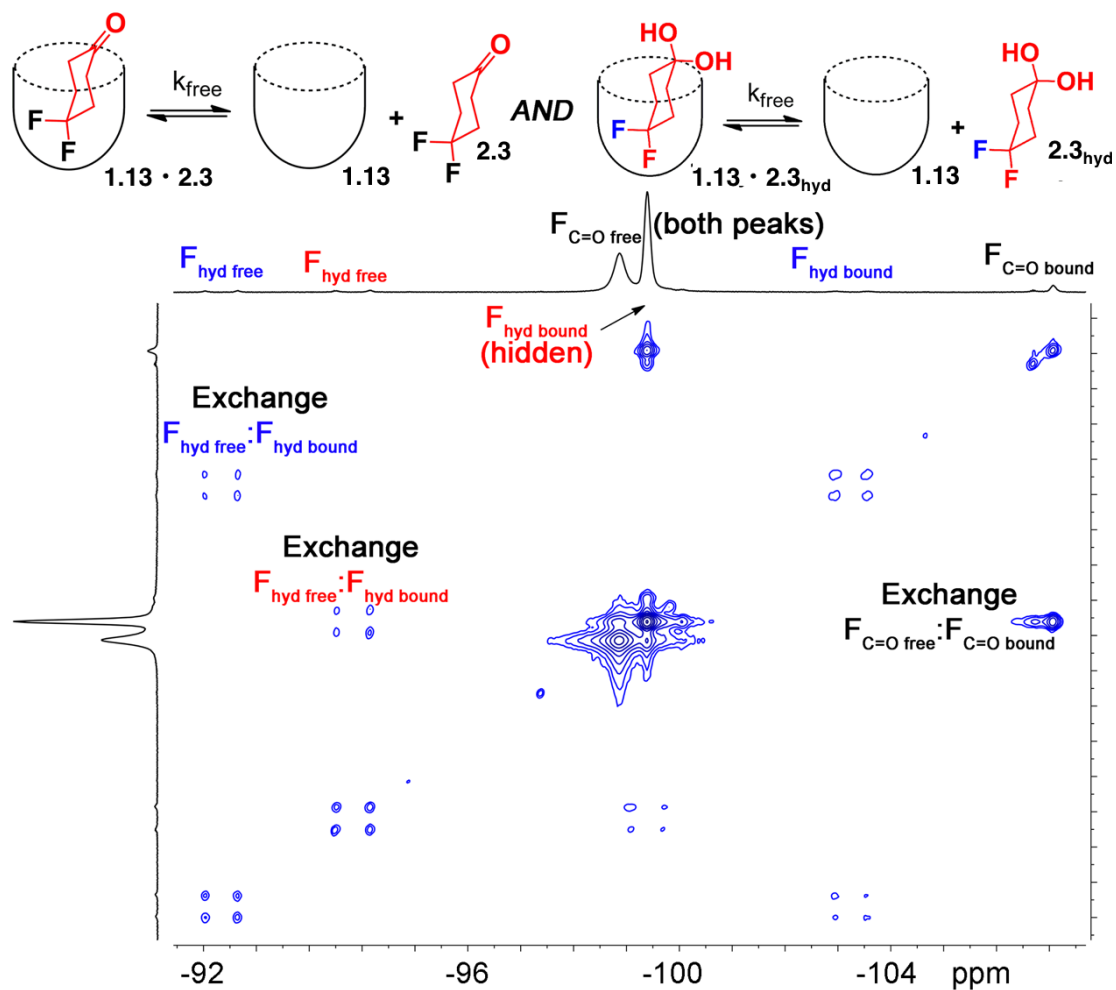 O
HO
OH
O
HO
OH
k_free
k_free
+
AND
+
F
F
F
F
F
F
F
F
2.3
2.3_hyd
1.13 · 2.3
1.13
1.13 · 2.3_hyd
1.13
F_C=O free (both peaks)
F_hyd free
F_hyd free
F_hyd bound
F_C=O bound
F_hyd bound
(hidden)
Exchange
F_hyd free:F_hyd bound
Exchange
F_hyd free:F_hyd bound
Exchange
F_C=O free:F_C=O bound
-92 -96 -100 -104 ppm